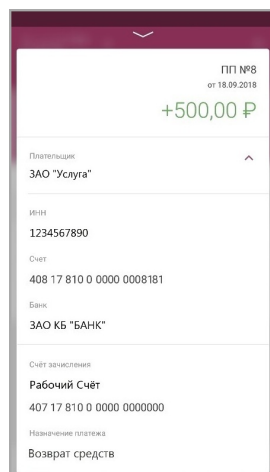 ПП №8
от 18.09.2018
+500,00 ₽
Плательщик
ЗАО "Услуга"
ИНН
1234567890
Счет
408 17 810 0 0000 0008181
Банк
ЗАО КБ "БАНК"
Счёт зачисления
Рабочий Счёт
407 17 810 0 0000 0000000
Назначение платежа
Возврат средств